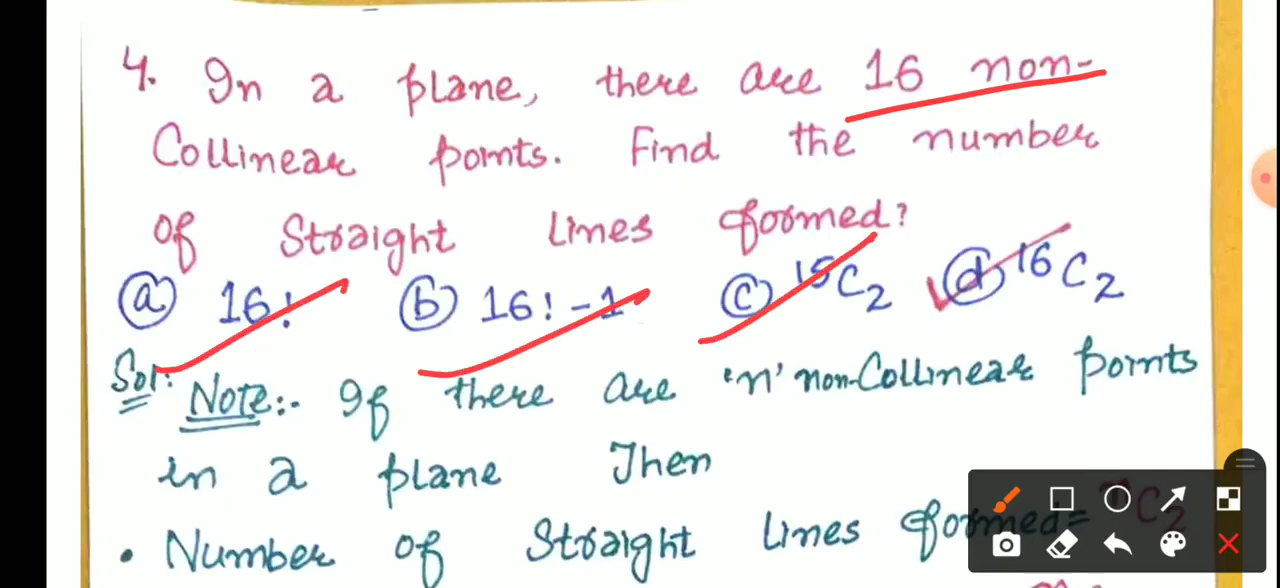 4. In a plane, there are 16 non-
Collinear points. Find the number
of Straight lines formed?
(a) 16! (b) 16! - 1 (c) ¹⁵C₂ (d) ¹⁶C₂
Sol: Note:- If there are 'n' non-Collinear points
in a plane Then
• Number of Straight lines formed = ⁿC₂